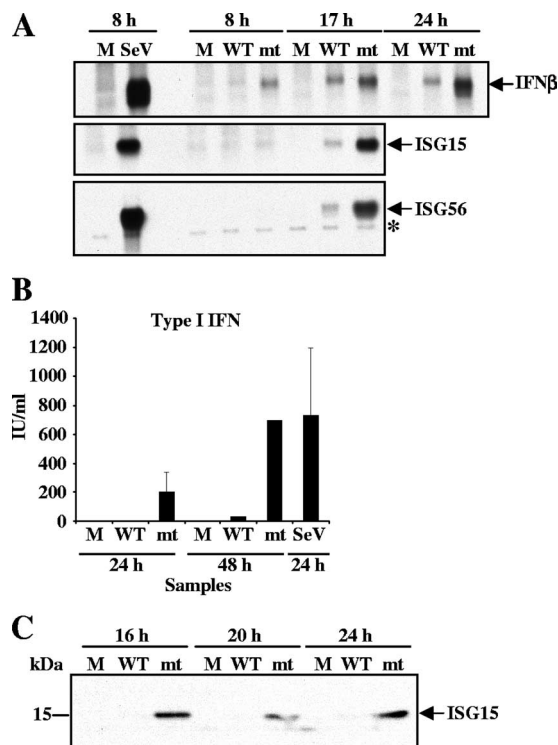 A
8 h 8 h 17 h 24 h
M SeV M WT mt M WT mt M WT mt
IFNβ
ISG15
ISG56
*
B
Type I IFN
1400
1200
1000
800
600
400
200
0
IU/ml
M WT mt M WT mt SeV
24 h 48 h 24 h
Samples
C
16 h 20 h 24 h
kDa M WT mt M WT mt M WT mt
15 ISG15